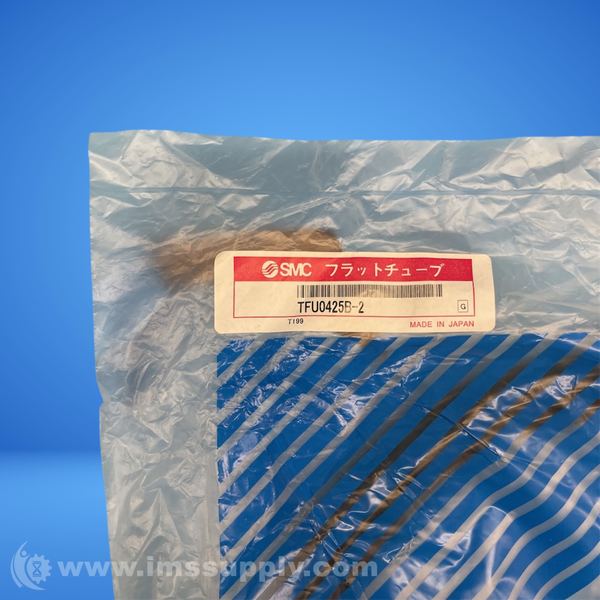 SMC フラットチューブ
TFU0425B-2
G
T199
MADE IN JAPAN
www.imssupply.com